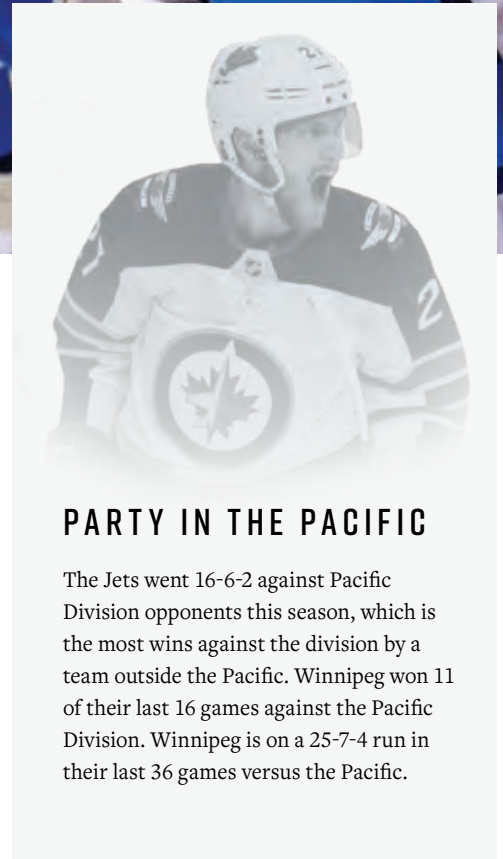 2
2
PARTY IN THE PACIFIC
The Jets went 16-6-2 against Pacific
Division opponents this season, which is
the most wins against the division by a
team outside the Pacific. Winnipeg won 11
of their last 16 games against the Pacific
Division. Winnipeg is on a 25-7-4 run in
their last 36 games versus the Pacific.